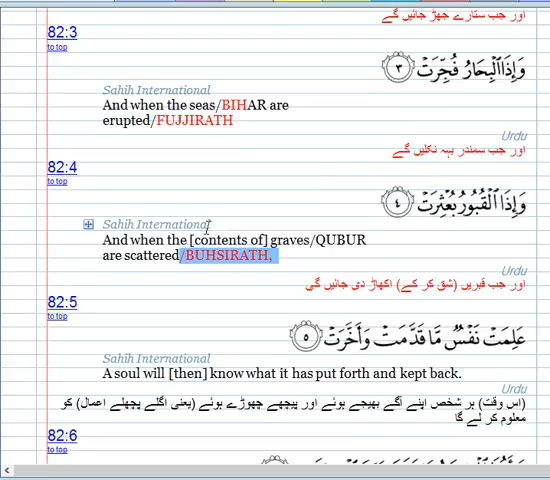 اور جب ستارے جھڑ جائیں گے
82:3
to top
وَإِذَا ٱلْبِحَارُ فُجِّرَتْ ٣
Sahih International
And when the seas/BIHAR are
erupted/FUJJIRATH
Urdu
اور جب سمندر بہہ نکلیں گے
82:4
to top
وَإِذَا ٱلْقُبُورُ بُعْثِرَتْ ٤
Sahih International
And when the [contents of] graves/QUBUR
are scattered/BUHSIRATH,
Urdu
اور جب قبریں (شق کر کے) اکھاڑ دی جائیں گی
82:5
to top
عَلِمَتْ نَفْسٌ مَّا قَدَّمَتْ وَأَخَّرَتْ ٥
Sahih International
A soul will [then] know what it has put forth and kept back.
Urdu
(اس وقت) ہر شخص اپنے آگے بھیجے ہوئے اور پیچھے چھوڑے ہوئے (یعنی اگلے پچھلے اعمال) کو
معلوم کر لے گا
82:6
to top